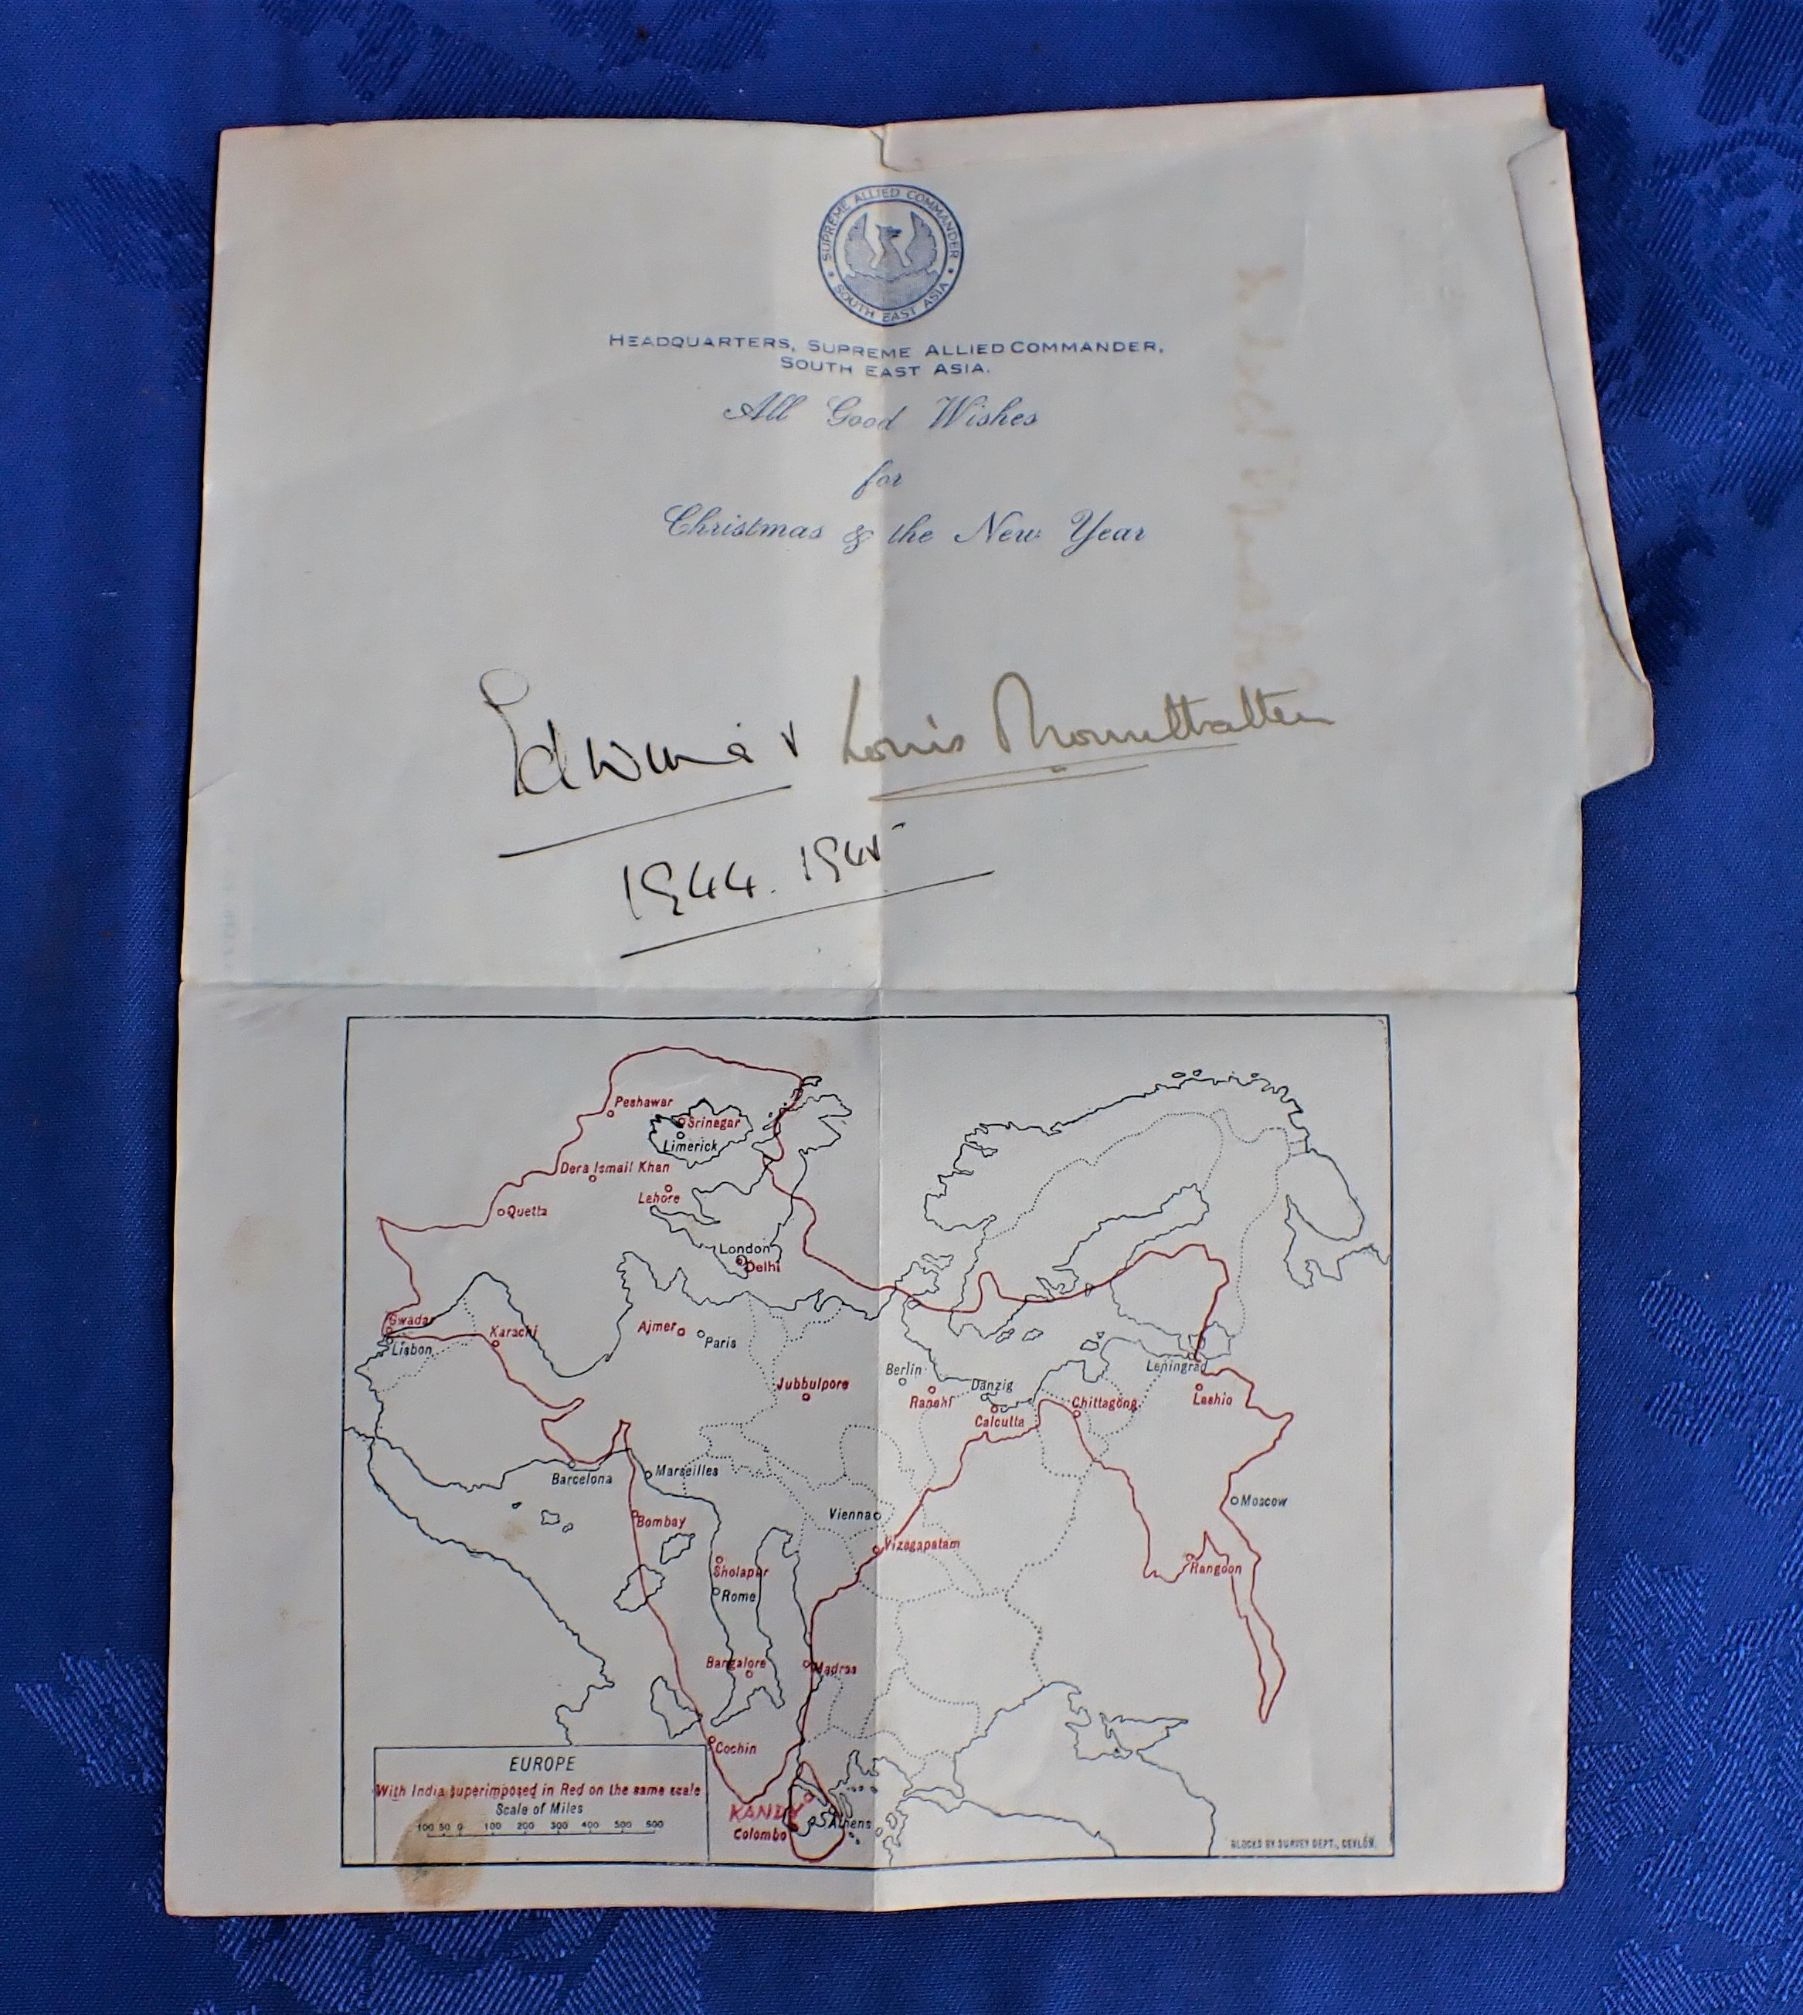 SUPREME ALLIED COMMANDER
SOUTH EAST ASIA
HEADQUARTERS, SUPREME ALLIED COMMANDER,
SOUTH EAST ASIA.
All Good Wishes
for
Christmas & the New Year
Edwina & Louis Mountbatten
1944. 1945
Peshawar
Srinagar
Limerick
Dera Ismail Khan
Lahore
Quetta
London
Delhi
Gwadar
Lisbon
Karachi
Ajmer
Paris
Leningrad
Berlin
Jubbulpore
Ranchi
Danzig
Calcutta
Chittagong
Lashio
Barcelona
Marseilles
Moscow
Bombay
Vienna
Vizagapatam
Sholapur
Rome
Rangoon
Bangalore
Madras
Cochin
EUROPE
With India superimposed in Red on the same scale
Scale of Miles
100 50 0 100 200 300 400 500 600
KANDY
Colombo
Athens
BLOCKS BY SURVEY DEPT., CEYLON.